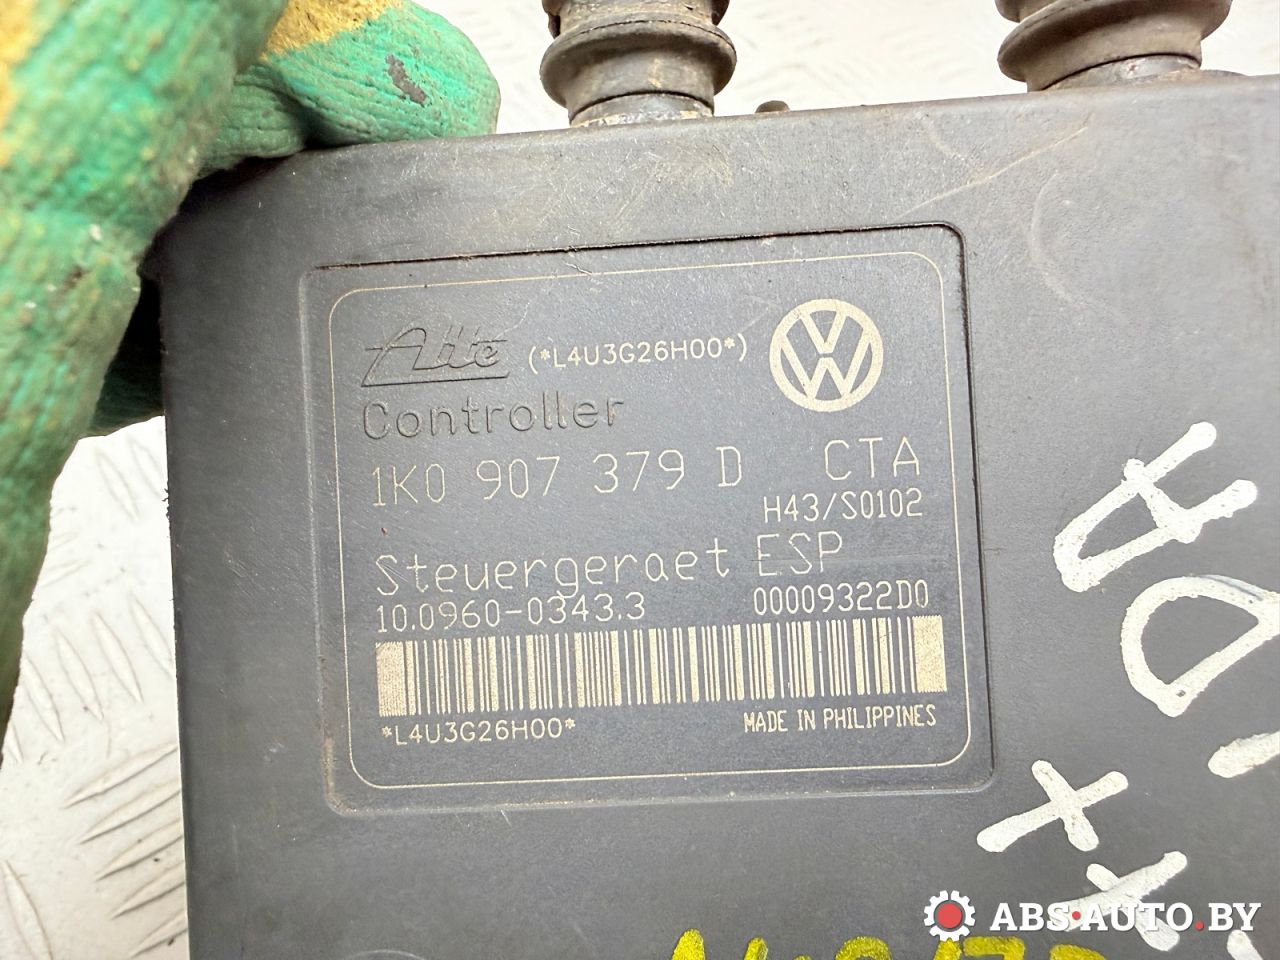 Ate (*L4U3G26H00*)
Controller
1K0 907 379 D CTA
H43/S0102
Steuergeraet ESP
10.0960-0343.3 00009322D0
*L4U3G26H00* MADE IN PHILIPPINES
ABS-AUTO.BY